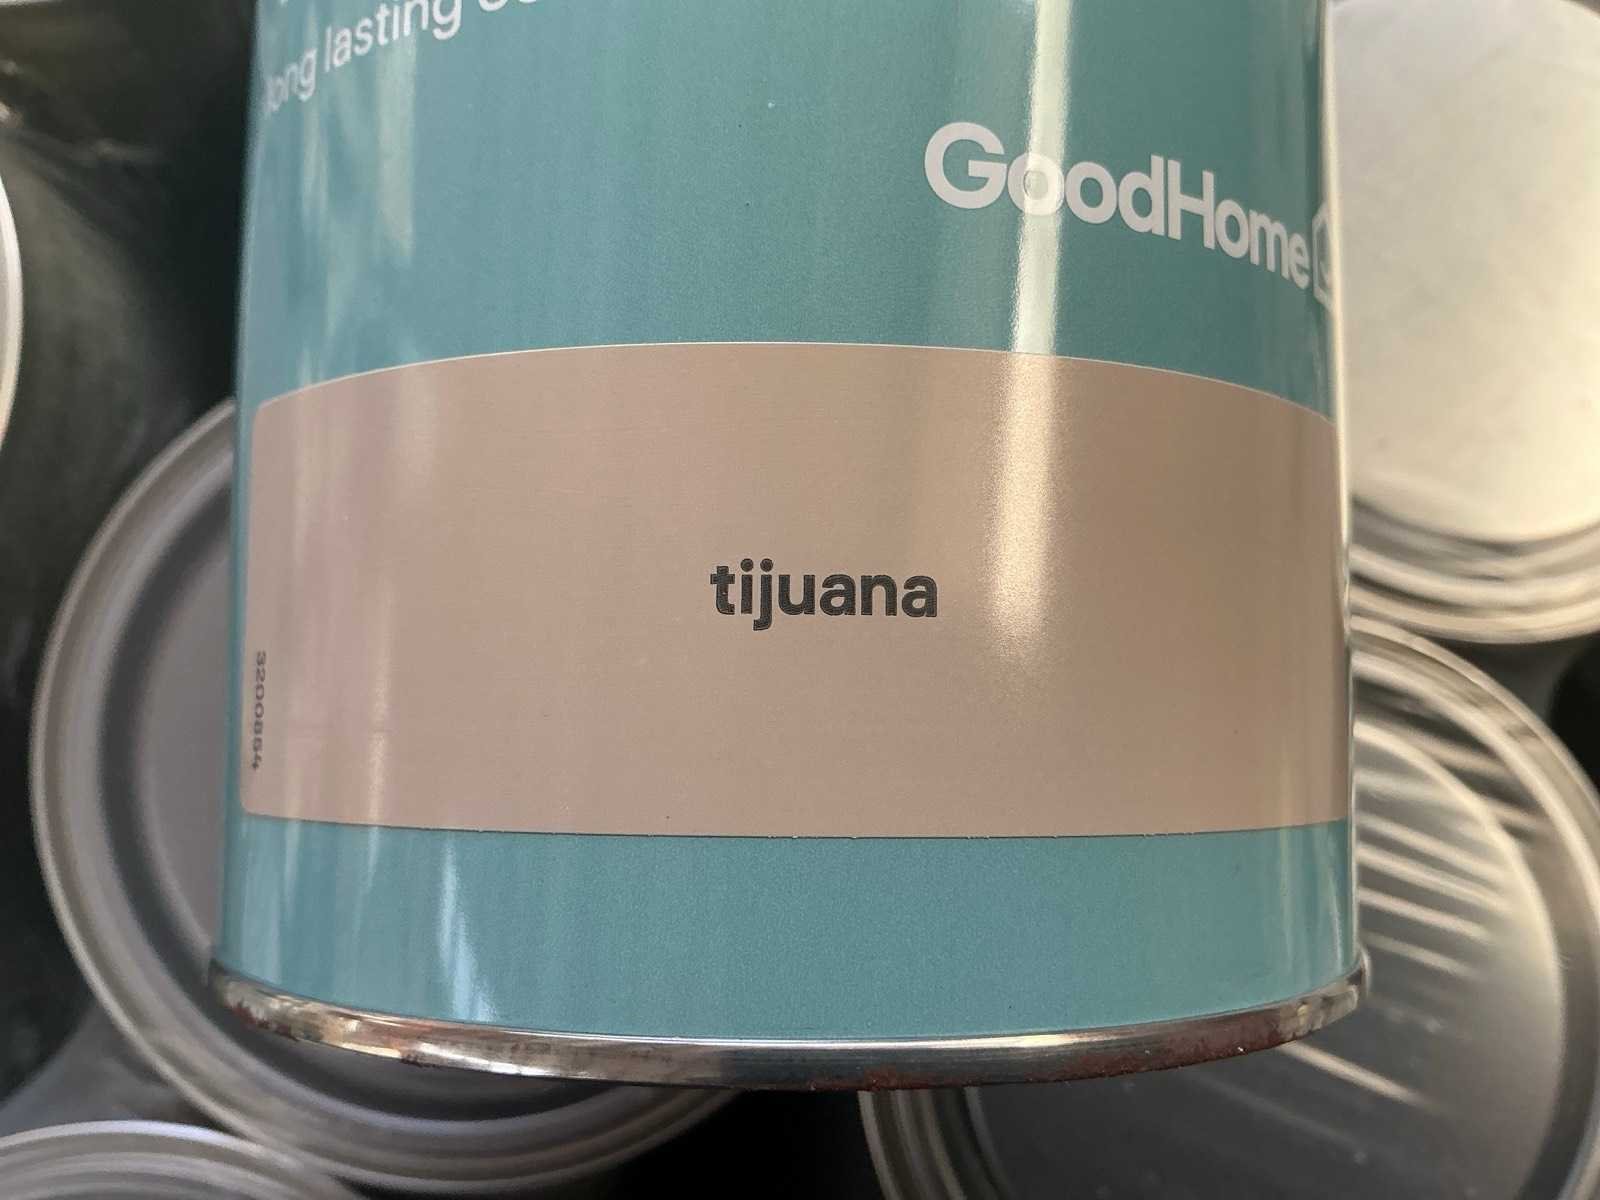 long lasting
GoodHome
tijuana
3200864